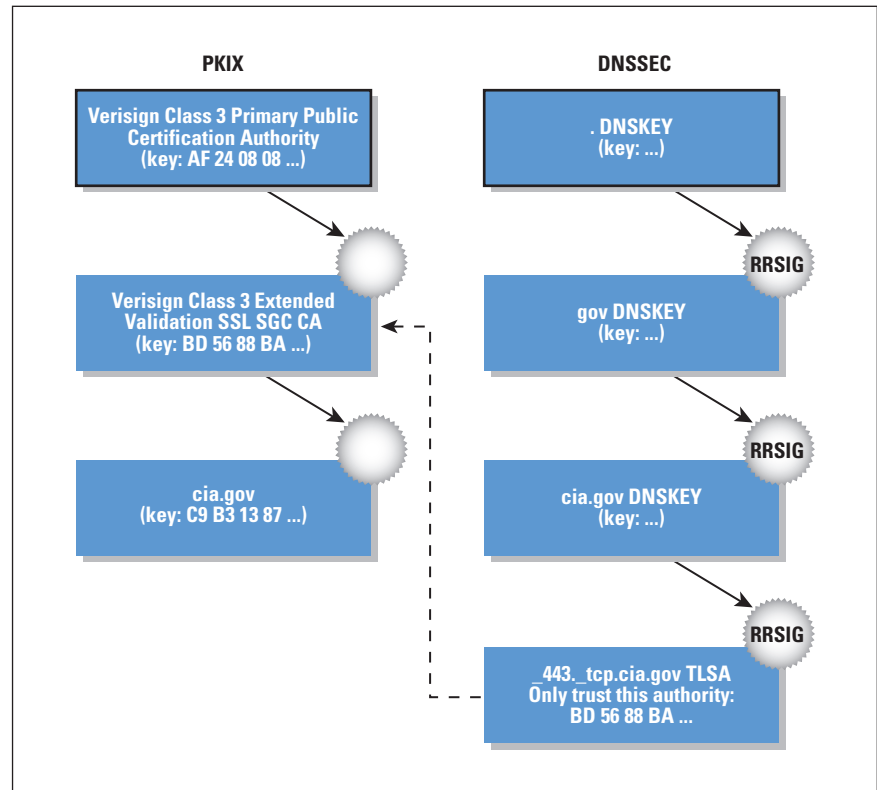 PKIX
Verisign Class 3 Primary Public
Certification Authority
(key: AF 24 08 08 ...)
Verisign Class 3 Extended
Validation SSL SGC CA
(key: BD 56 88 BA ...)
cia.gov
(key: C9 B3 13 87 ...)
DNSSEC
. DNSKEY
(key: ...)
RRSIG
gov DNSKEY
(key: ...)
RRSIG
cia.gov DNSKEY
(key: ...)
RRSIG
_443._tcp.cia.gov TLSA
Only trust this authority:
BD 56 88 BA ...